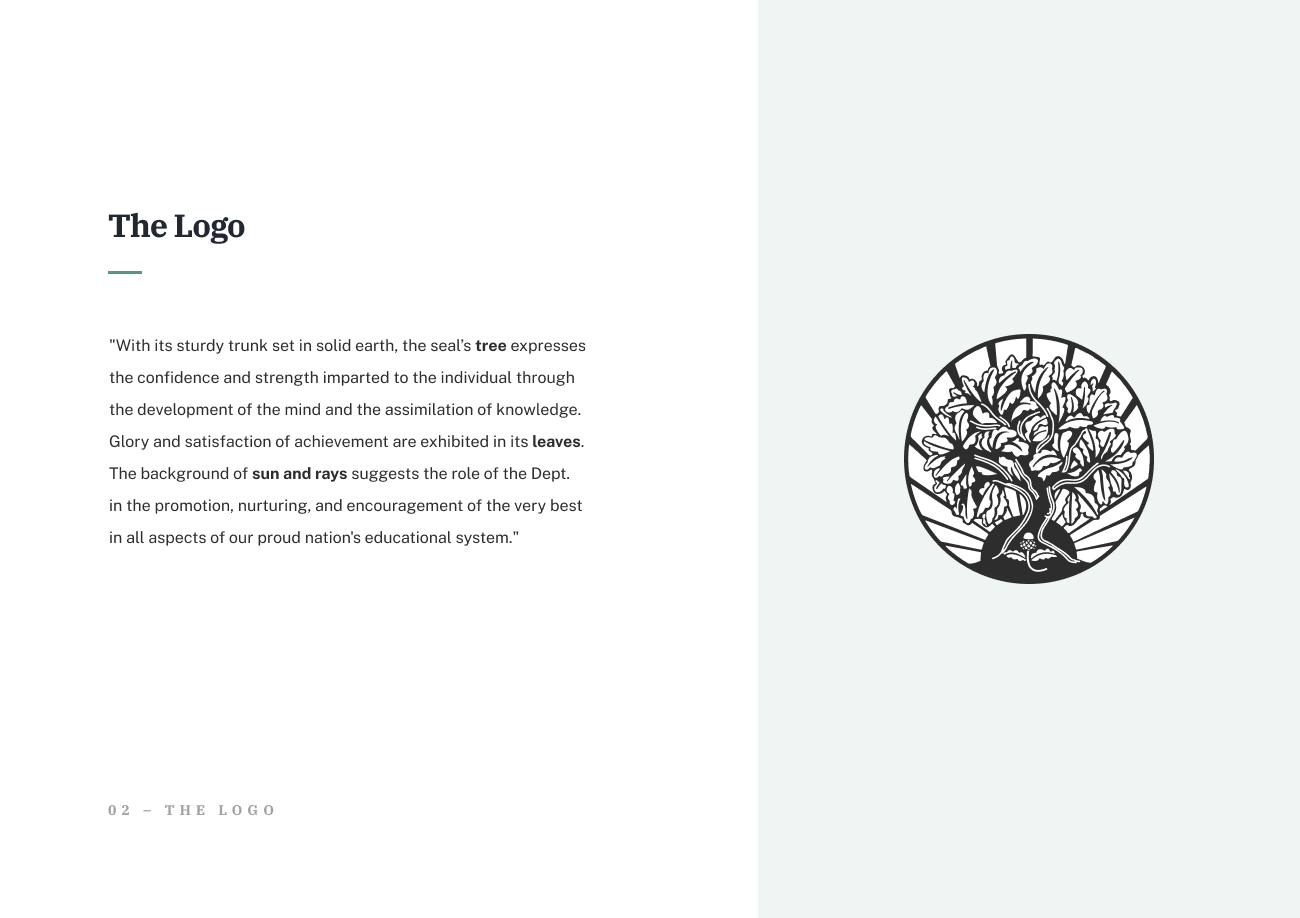 The Logo
"With its sturdy trunk set in solid earth, the seal’s tree expresses
the confidence and strength imparted to the individual through
the development of the mind and the assimilation of knowledge.
Glory and satisfaction of achievement are exhibited in its leaves.
The background of sun and rays suggests the role of the Dept.
in the promotion, nurturing, and encouragement of the very best
in all aspects of our proud nation's educational system."
02 – THE LOGO